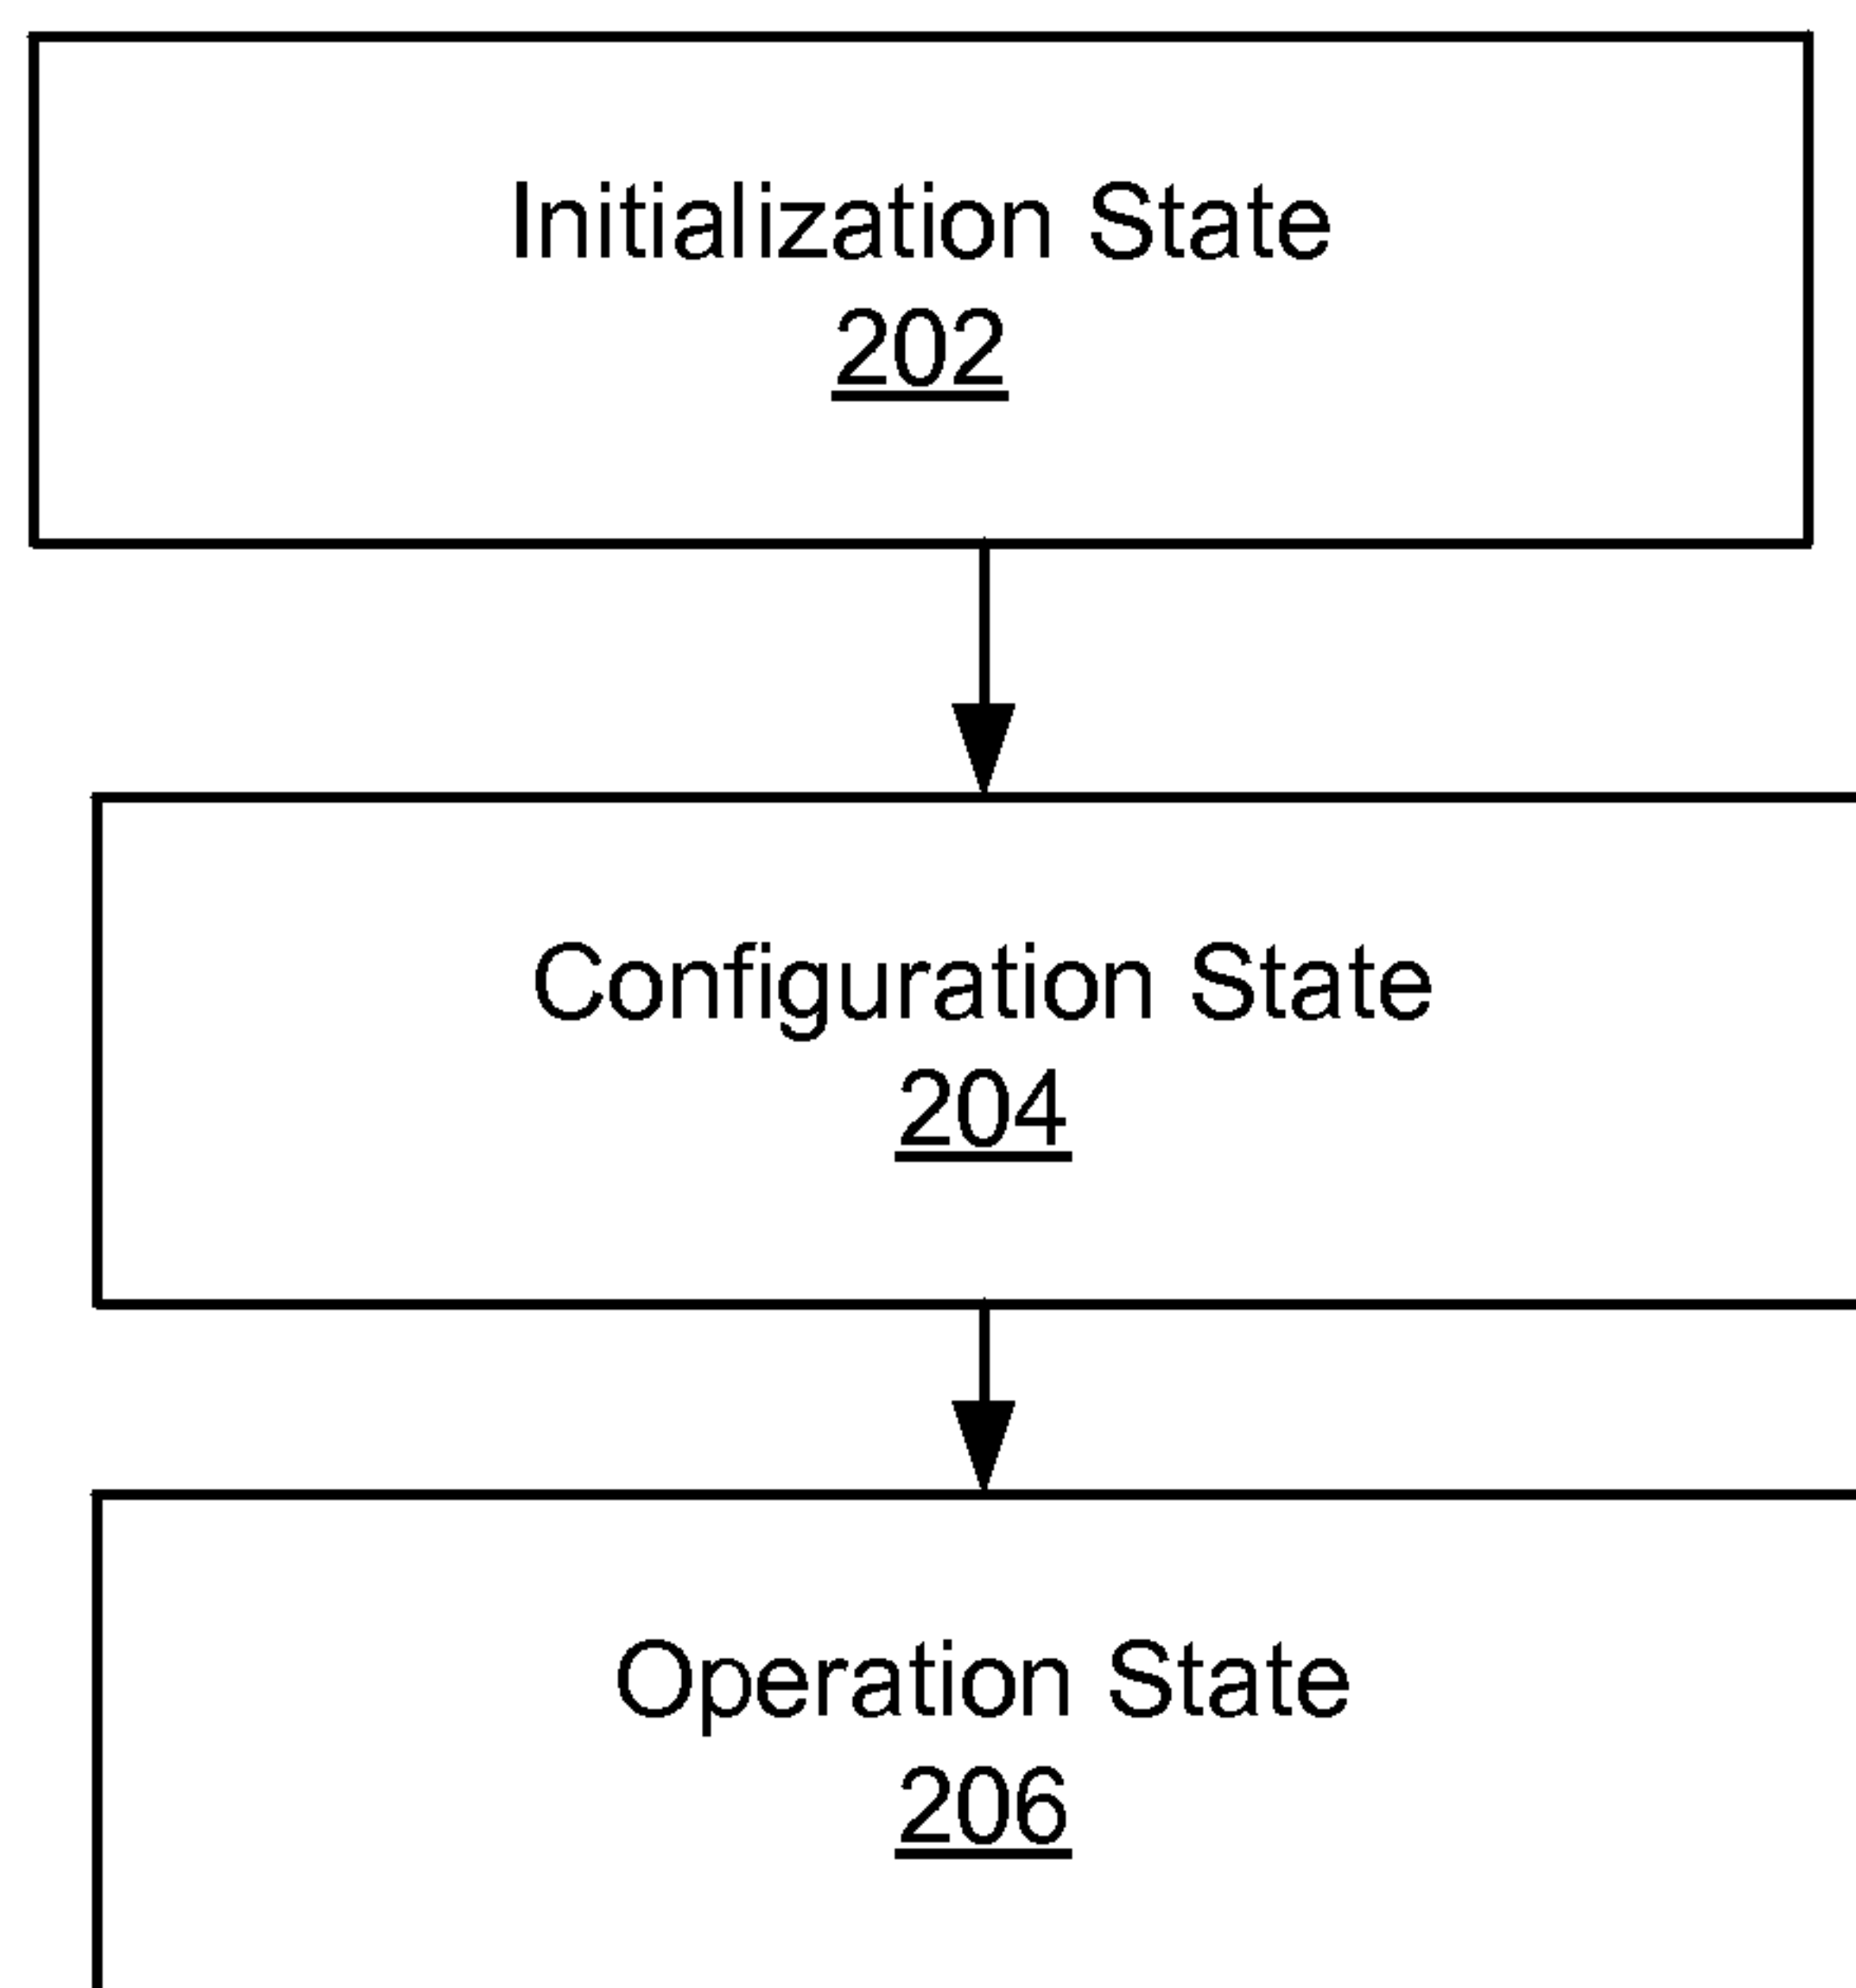 Initialization State
202
Configuration State
204
Operation State
206